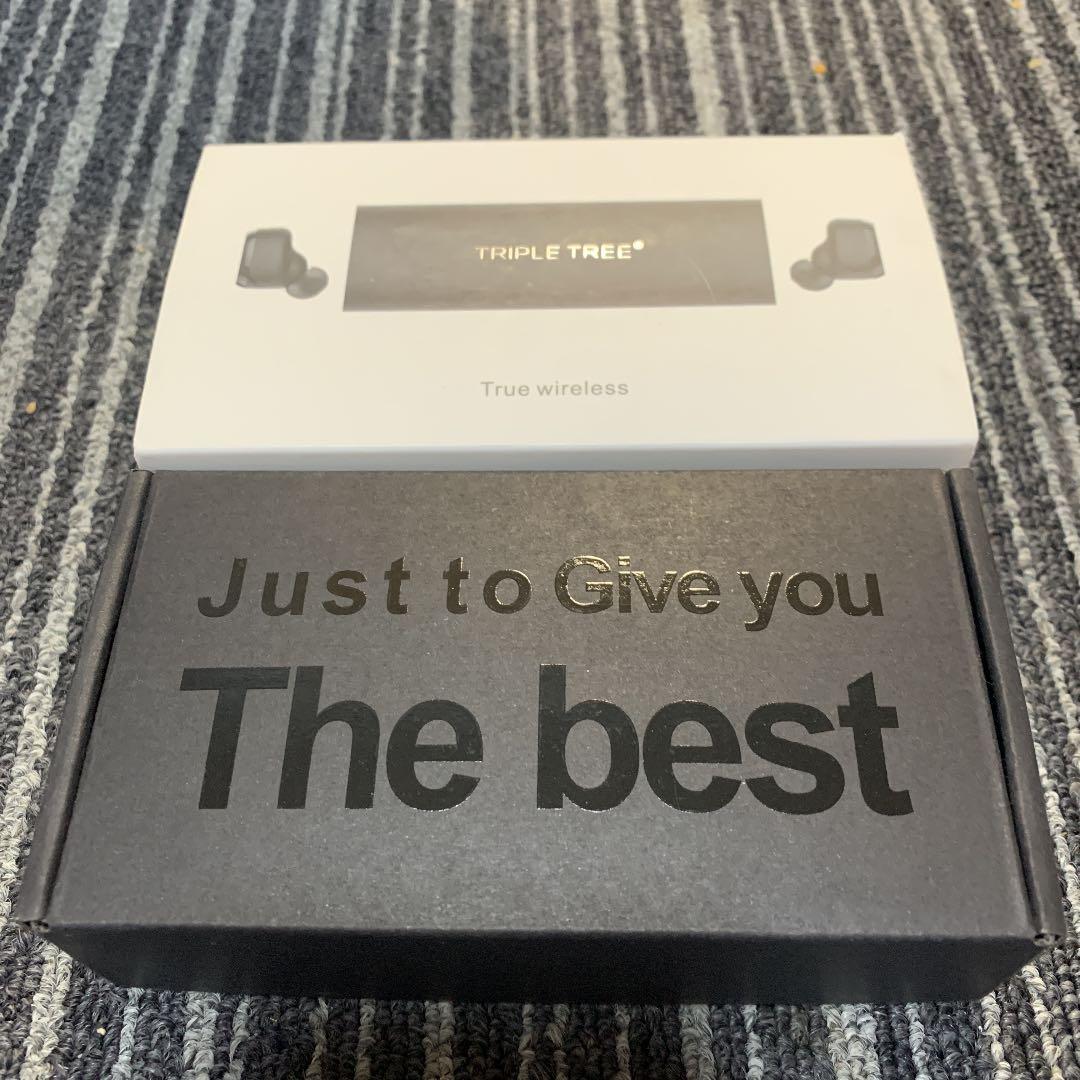 TRIPLE TREE®
True wireless
Just to Give you
The best